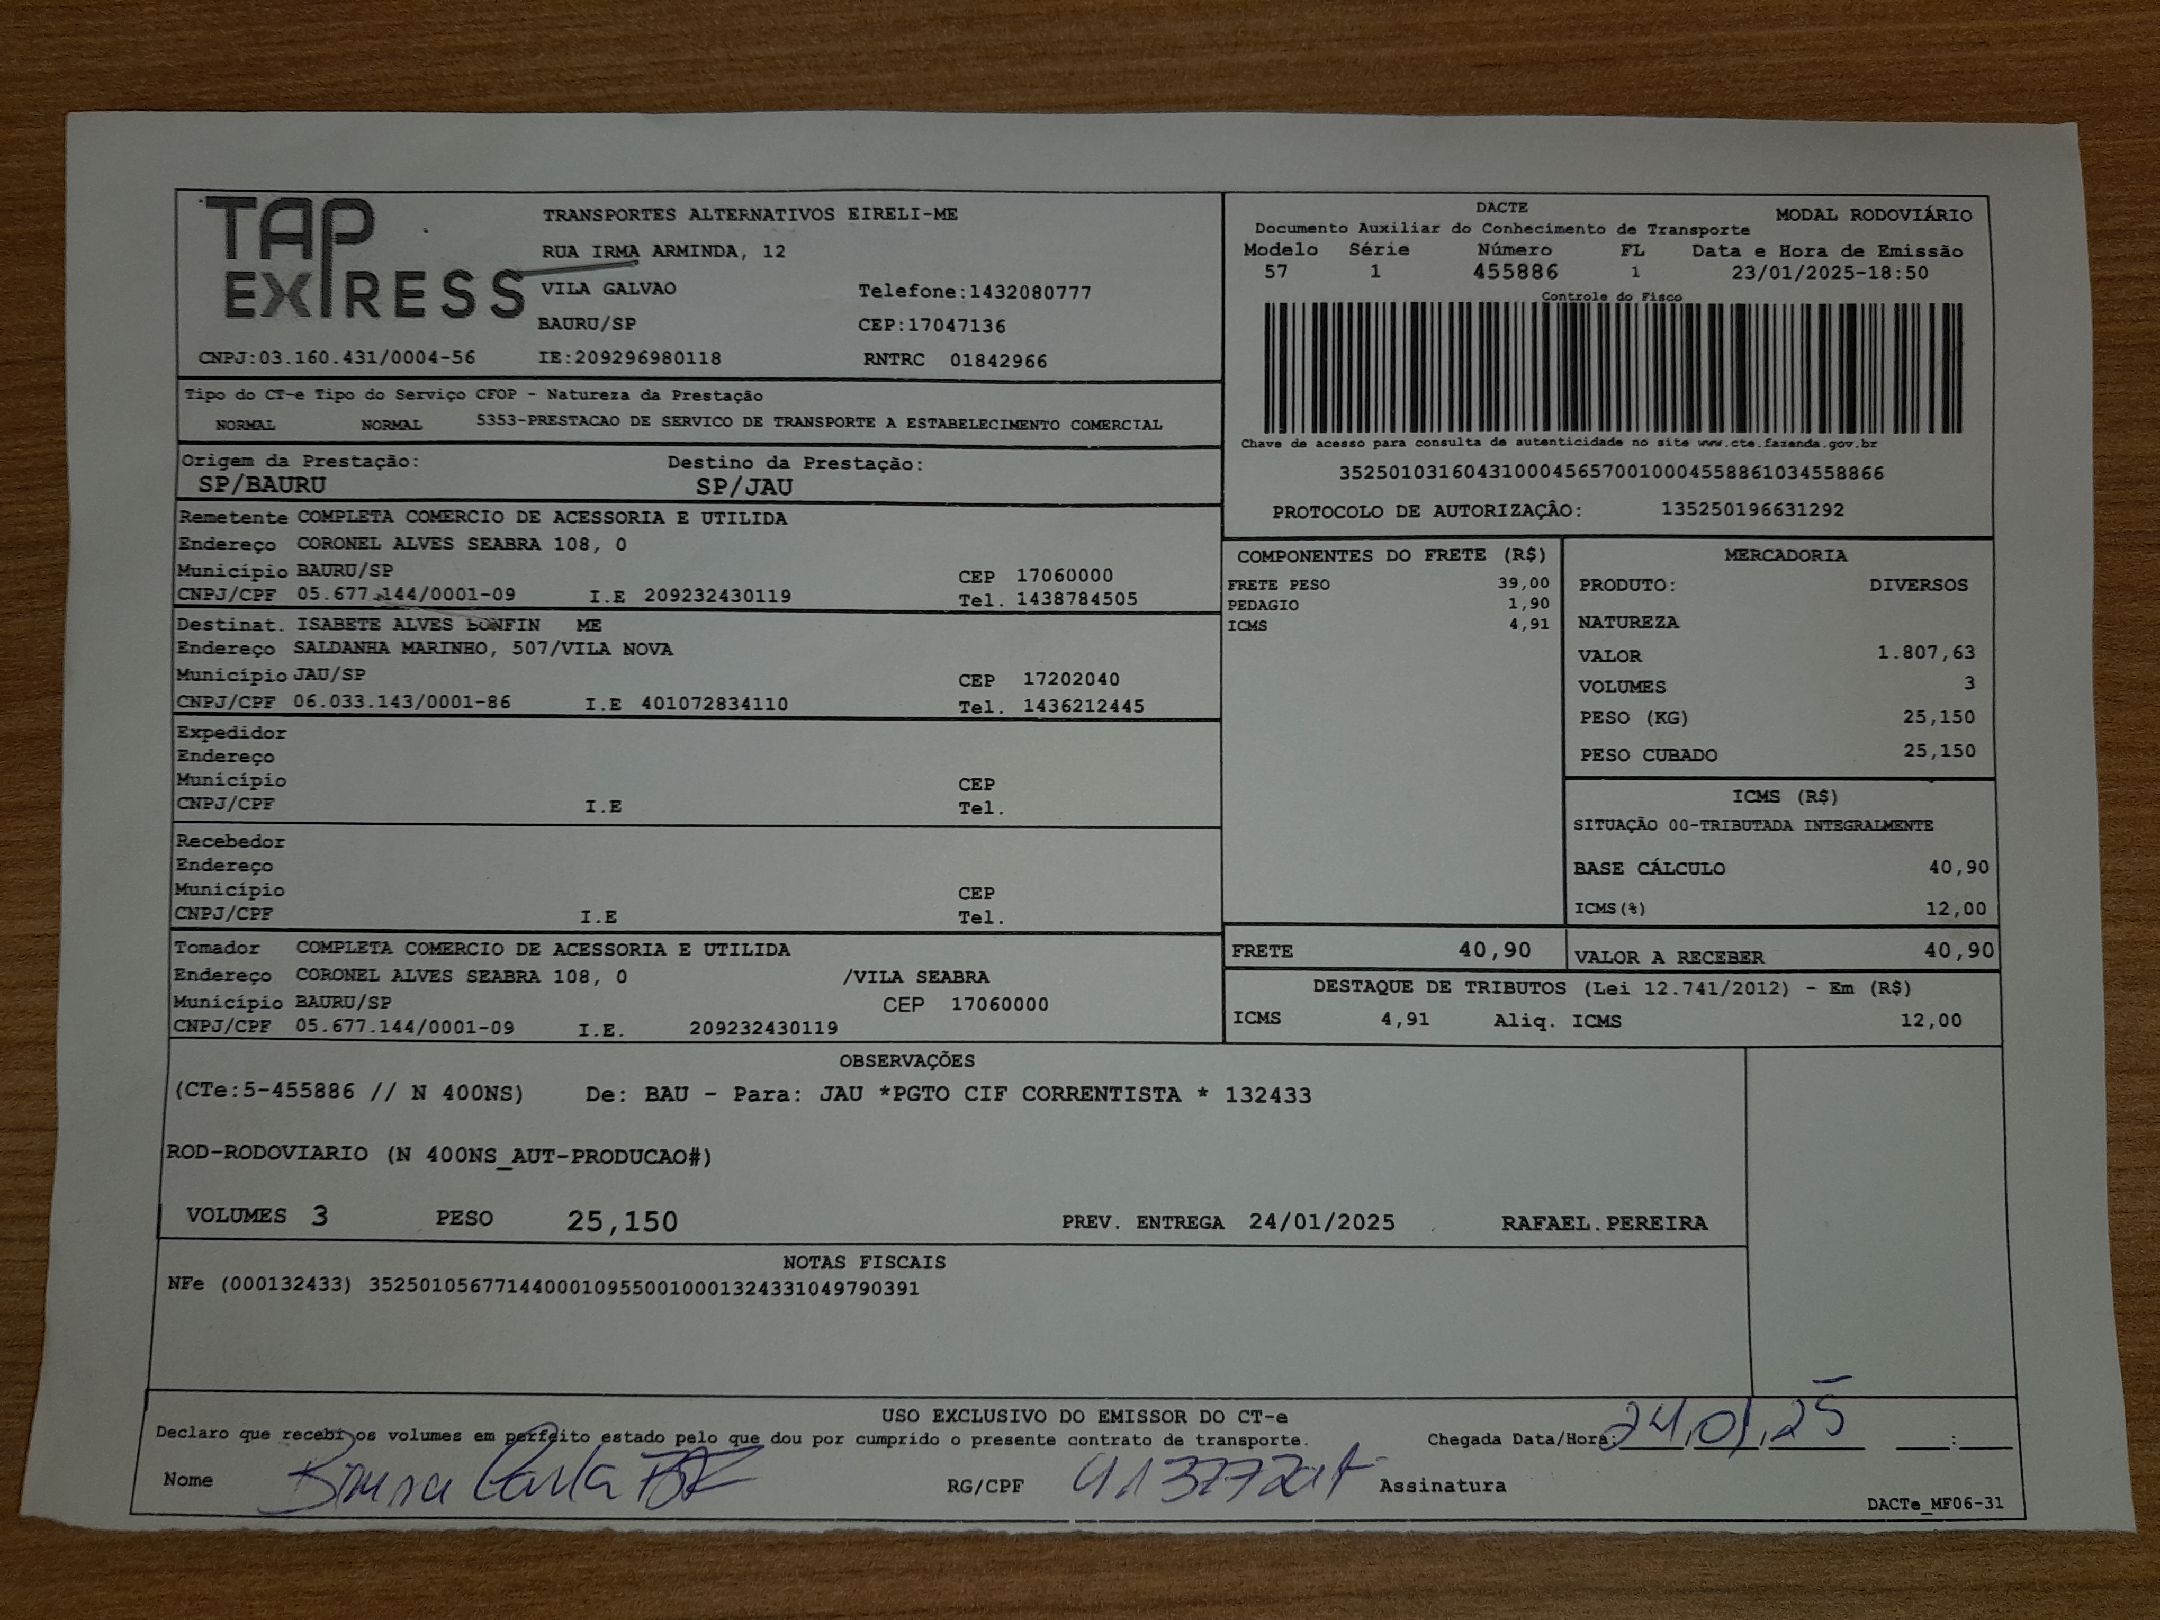 TAP EXPRESS
TRANSPORTES ALTERNATIVOS EIRELI-ME
RUA IRMA ARMINDA, 12
VILA GALVAO Telefone:1432080777
BAURU/SP CEP:17047136
CNPJ:03.160.431/0004-56 IE:209296980118 RNTRC 01842966
DACTE MODAL RODOVIÁRIO
Documento Auxiliar do Conhecimento de Transporte
Modelo Série Número FL Data e Hora de Emissão
57 1 455886 1 23/01/2025-18:50
Controle do Fisco
Chave de acesso para consulta de autenticidade no site www.cte.fazenda.gov.br
35250103160431000456570010004558861034558866
PROTOCOLO DE AUTORIZAÇÂO: 135250196631292
Tipo do CT-e Tipo do Serviço CFOP - Natureza da Prestação
NORMAL NORMAL 5353-PRESTACAO DE SERVICO DE TRANSPORTE A ESTABELECIMENTO COMERCIAL
Origem da Prestação: Destino da Prestação:
SP/BAURU SP/JAU
Remetente COMPLETA COMERCIO DE ACESSORIA E UTILIDA
Endereço CORONEL ALVES SEABRA 108, 0
Município BAURU/SP CEP 17060000
CNPJ/CPF 05.677.144/0001-09 I.E 209232430119 Tel. 1438784505
Destinat. ISABETE ALVES BONFIN ME
Endereço SALDANHA MARINHO, 507/VILA NOVA
Município JAU/SP CEP 17202040
CNPJ/CPF 06.033.143/0001-86 I.E 401072834110 Tel. 1436212445
Expedidor
Endereço
Município CEP
CNPJ/CPF I.E Tel.
Recebedor
Endereço
Município CEP
CNPJ/CPF I.E Tel.
Tomador COMPLETA COMERCIO DE ACESSORIA E UTILIDA
Endereço CORONEL ALVES SEABRA 108, 0 /VILA SEABRA
Município BAURU/SP CEP 17060000
CNPJ/CPF 05.677.144/0001-09 I.E. 209232430119
COMPONENTES DO FRETE (R$)
FRETE PESO 39,00
PEDAGIO 1,90
ICMS 4,91
MERCADORIA
PRODUTO: DIVERSOS
NATUREZA
VALOR 1.807,63
VOLUMES 3
PESO (KG) 25,150
PESO CUBADO 25,150
ICMS (R$)
SITUAÇÃO 00-TRIBUTADA INTEGRALMENTE
BASE CÁLCULO 40,90
ICMS(%) 12,00
FRETE 40,90 VALOR A RECEBER 40,90
DESTAQUE DE TRIBUTOS (Lei 12.741/2012) - Em (R$)
ICMS 4,91 Aliq. ICMS 12,00
OBSERVAÇÕES
(CTe:5-455886 // N 400NS) De: BAU - Para: JAU *PGTO CIF CORRENTISTA * 132433
ROD-RODOVIARIO (N 400NS_AUT-PRODUCAO#)
VOLUMES 3 PESO 25,150 PREV. ENTREGA 24/01/2025 RAFAEL.PEREIRA
NOTAS FISCAIS
NFe (000132433) 35250105677144000109550010001324331049790391
USO EXCLUSIVO DO EMISSOR DO CT-e
Declaro que recebi os volumes em perfeito estado pelo que dou por cumprido o presente contrato de transporte. Chegada Data/Hora: 24,01,25 :
Nome RG/CPF Assinatura
DACTe_MF06-31